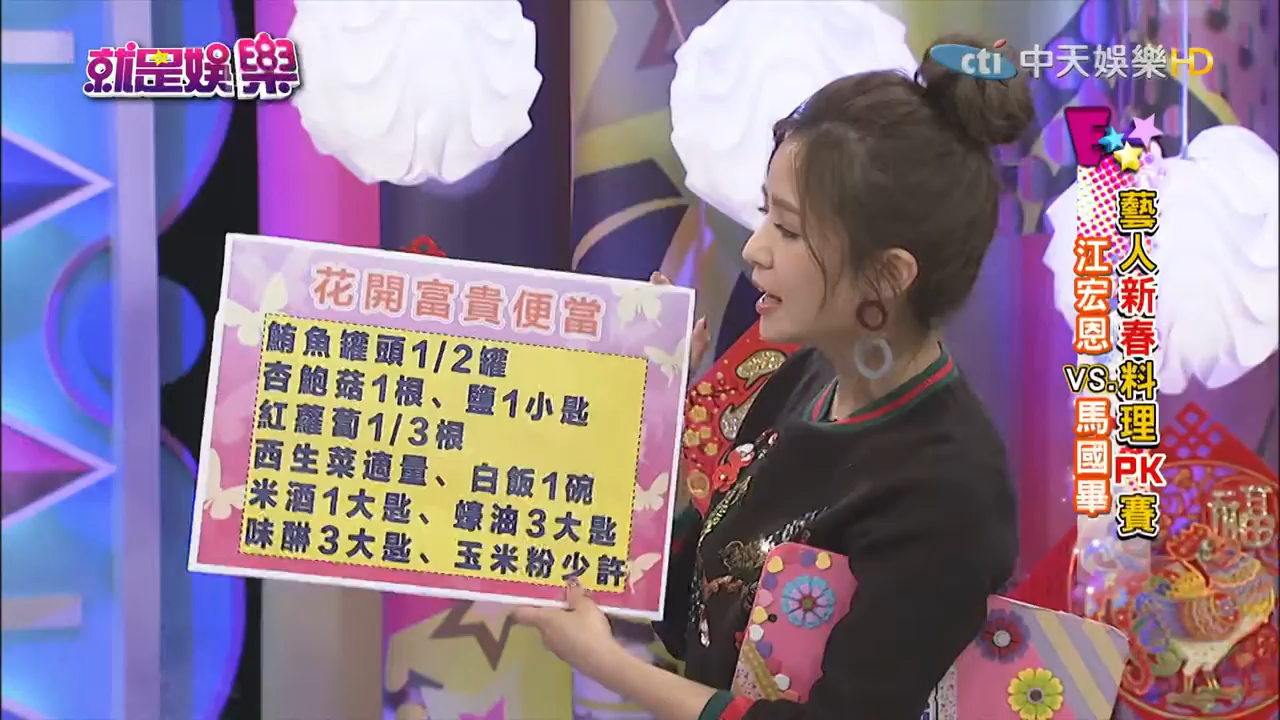 就是娛樂
cti 中天娛樂HD
藝人新春料理PK賽
江宏恩 vs. 馬國畢
花開富貴便當
鮪魚罐頭1/2罐
杏鮑菇1根、鹽1小匙
紅蘿蔔1/3根
西生菜適量、白飯1碗
米酒1大匙、蠔油3大匙
味醂3大匙、玉米粉少許
福